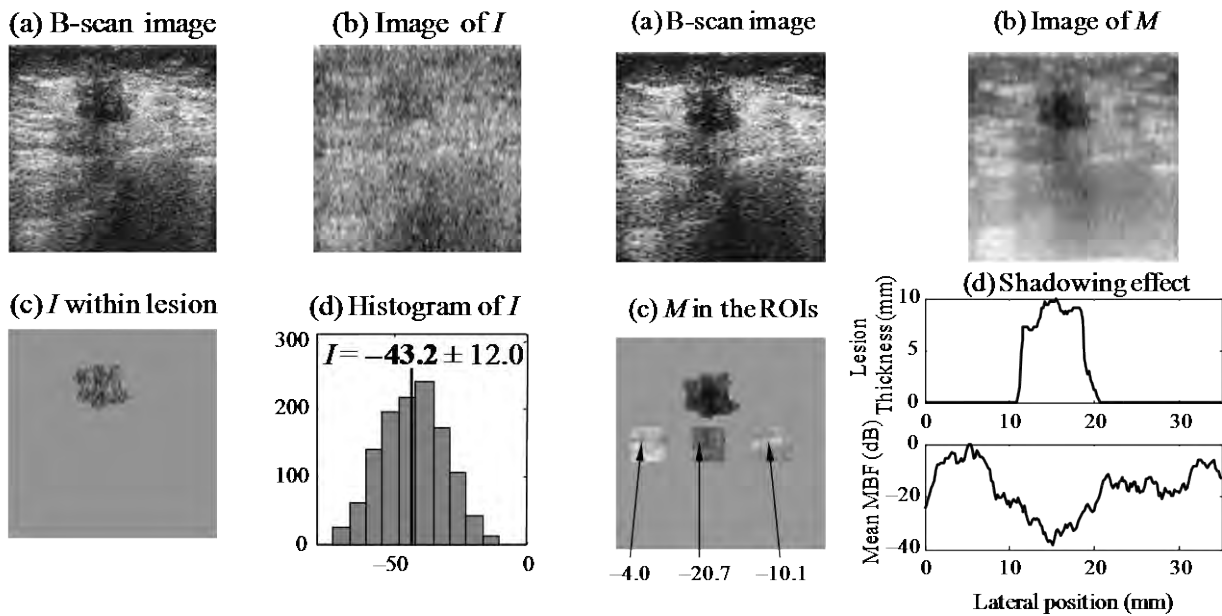 (a) B-scan image
(b) Image of I
(a) B-scan image
(b) Image of M
(c) I within lesion
(d) Histogram of I
(c) M in the ROIs
(d) Shadowing effect
I = –43.2 ± 12.0
300
200
100
0
–50
0
–4.0
–20.7
–10.1
Lesion
Thickness (mm)
10
5
0
0
10
20
30
Mean MBF (dB)
0
–20
–40
0
10
20
30
Lateral position (mm)